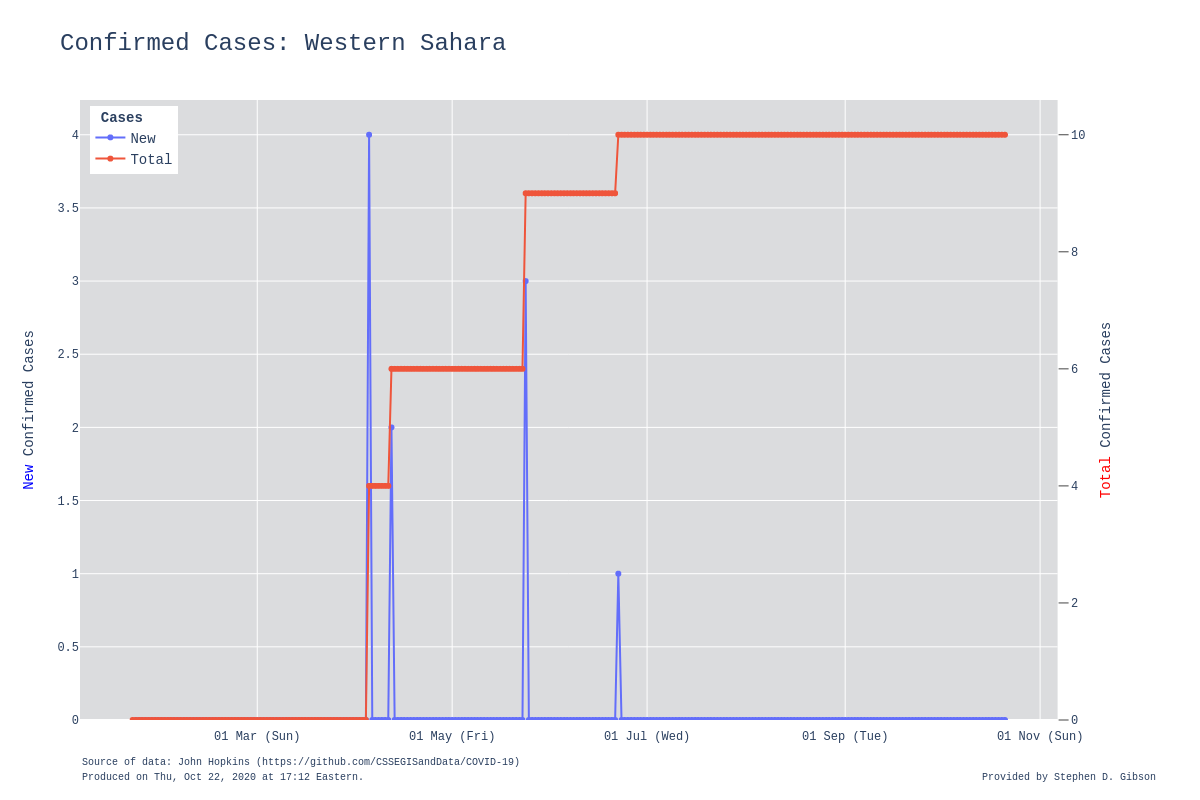 Confirmed Cases: Western Sahara
Cases
New
Total
4
3.5
3
2.5
2
1.5
1
0.5
0
10
8
6
4
2
0
New Confirmed Cases
Total Confirmed Cases
01 Mar (Sun) 01 May (Fri) 01 Jul (Wed) 01 Sep (Tue) 01 Nov (Sun)
Source of data: John Hopkins (https://github.com/CSSEGISandData/COVID-19)
Produced on Thu, Oct 22, 2020 at 17:12 Eastern.
Provided by Stephen D. Gibson